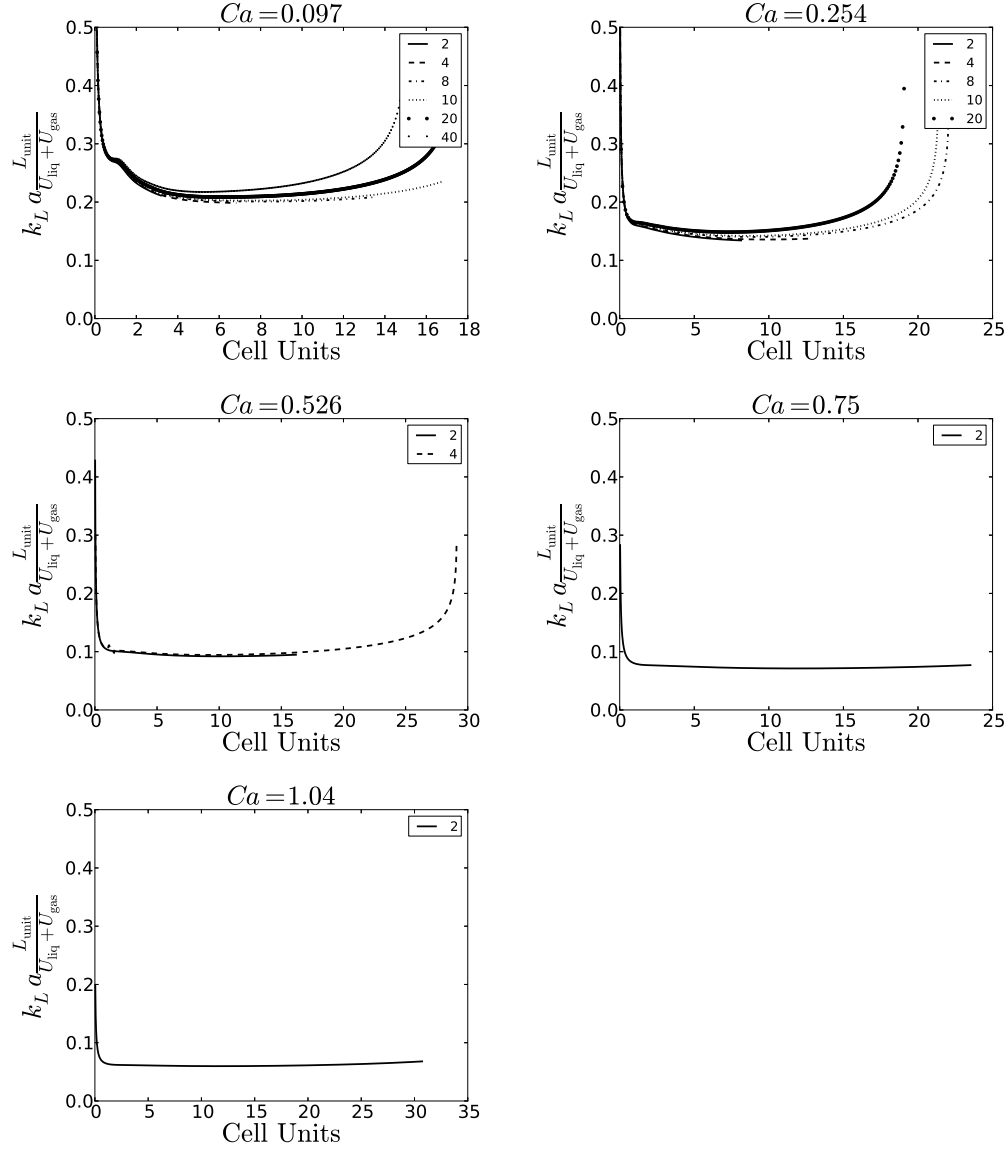 Ca=0.097
0.5
0.4
0.3
0.2
0.1
0.0
0 2 4 6 8 10 12 14 16 18
Cell Units
k_L a L_unit / U_liq + U_gas
2
4
8
10
20
40
Ca=0.254
0.5
0.4
0.3
0.2
0.1
0.0
0 5 10 15 20 25
Cell Units
k_L a L_unit / U_liq + U_gas
2
4
8
10
20
Ca=0.526
0.5
0.4
0.3
0.2
0.1
0.0
0 5 10 15 20 25 30
Cell Units
k_L a L_unit / U_liq + U_gas
2
4
Ca=0.75
0.5
0.4
0.3
0.2
0.1
0.0
0 5 10 15 20 25
Cell Units
k_L a L_unit / U_liq + U_gas
2
Ca=1.04
0.5
0.4
0.3
0.2
0.1
0.0
0 5 10 15 20 25 30 35
Cell Units
k_L a L_unit / U_liq + U_gas
2